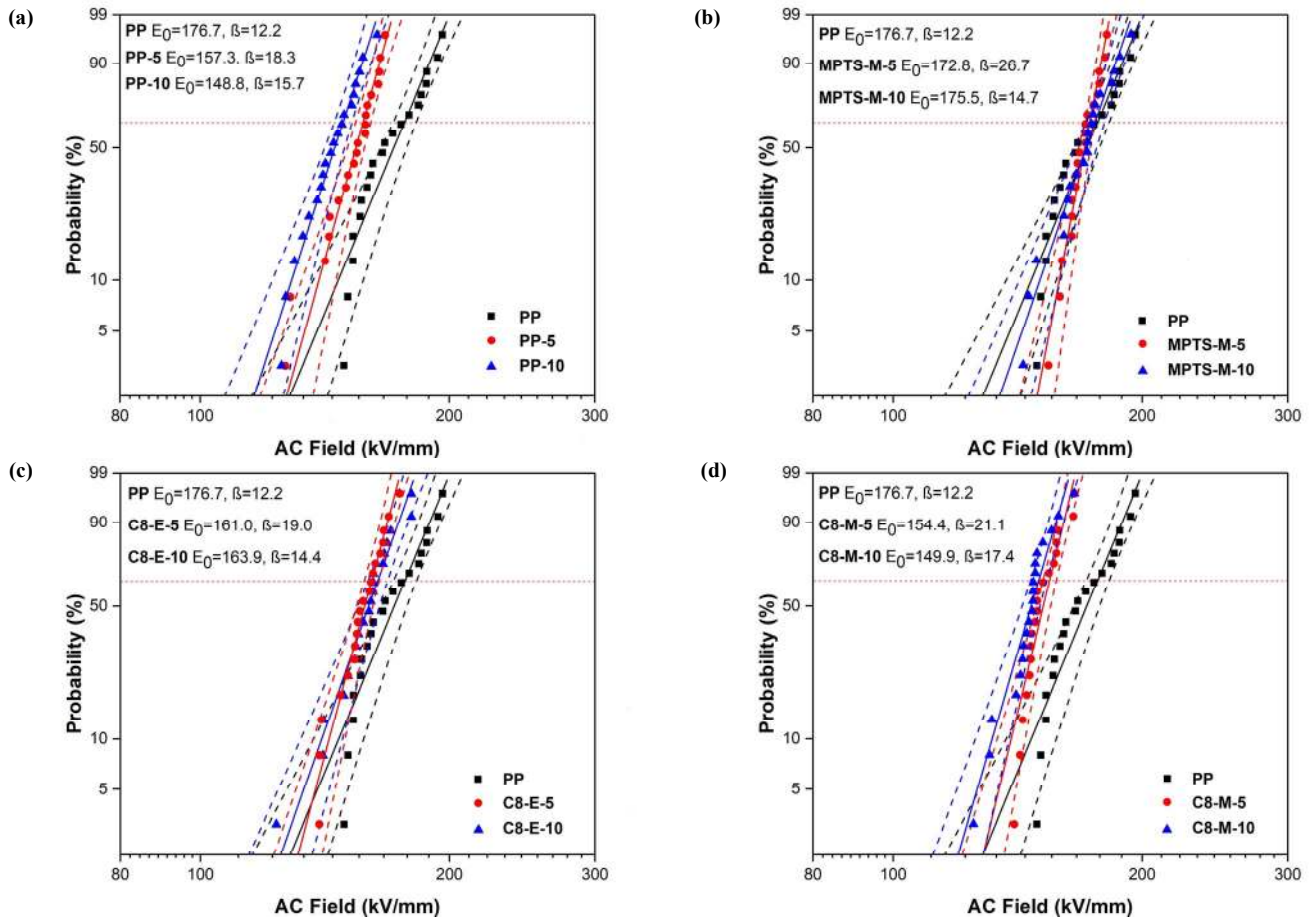 (a)
PP E0=176.7, ß=12.2
PP-5 E0=157.3, ß=18.3
PP-10 E0=148.8, ß=15.7
99
90
50
10
5
Probability (%)
PP
PP-5
PP-10
80 100 200 300
AC Field (kV/mm)
(b)
PP E0=176.7, ß=12.2
MPTS-M-5 E0=172.8, ß=26.7
MPTS-M-10 E0=175.5, ß=14.7
99
90
50
10
5
Probability (%)
PP
MPTS-M-5
MPTS-M-10
80 100 200 300
AC Field (kV/mm)
(c)
PP E0=176.7, ß=12.2
C8-E-5 E0=161.0, ß=19.0
C8-E-10 E0=163.9, ß=14.4
99
90
50
10
5
Probability (%)
PP
C8-E-5
C8-E-10
80 100 200 300
AC Field (kV/mm)
(d)
PP E0=176.7, ß=12.2
C8-M-5 E0=154.4, ß=21.1
C8-M-10 E0=149.9, ß=17.4
99
90
50
10
5
Probability (%)
PP
C8-M-5
C8-M-10
80 100 200 300
AC Field (kV/mm)